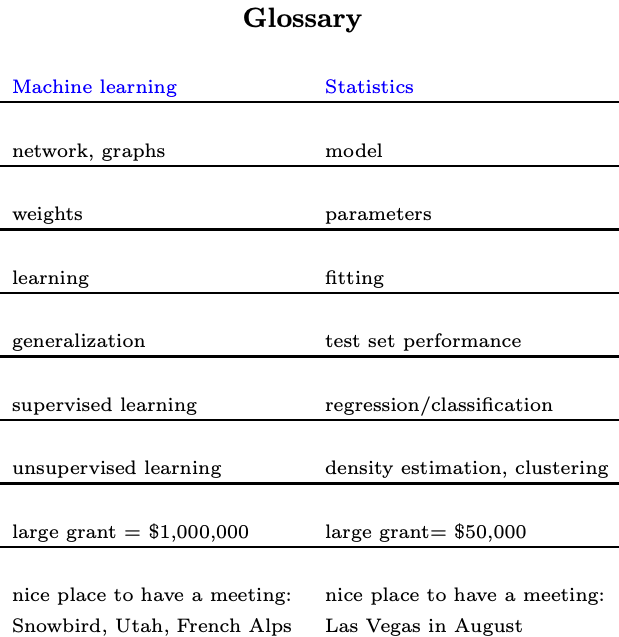 Glossary
Machine learning Statistics
network, graphs model
weights parameters
learning fitting
generalization test set performance
supervised learning regression/classification
unsupervised learning density estimation, clustering
large grant = $1,000,000 large grant= $50,000
nice place to have a meeting: nice place to have a meeting:
Snowbird, Utah, French Alps Las Vegas in August